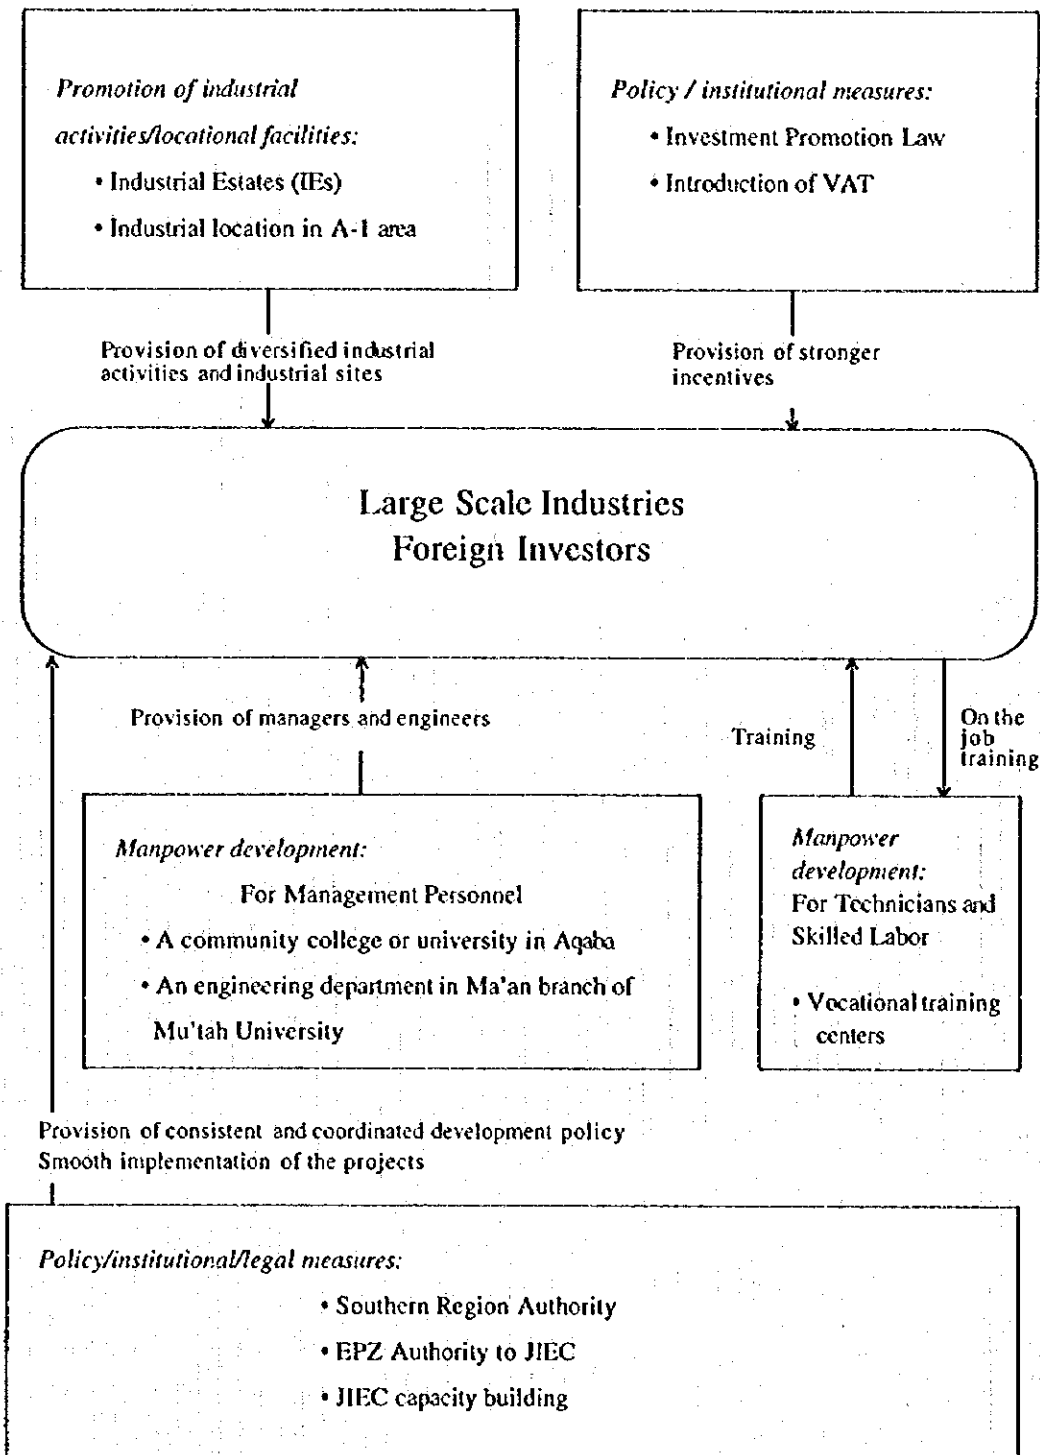 Promotion of industrial
activities/locational facilities:
• Industrial Estates (IEs)
• Industrial location in A-1 area
Policy / institutional measures:
• Investment Promotion Law
• Introduction of VAT
Provision of diversified industrial
activities and industrial sites
Provision of stronger
incentives
Large Scale Industries
Foreign Investors
Provision of managers and engineers
Training
On the
job
training
Manpower development:
For Management Personnel
• A community college or university in Aqaba
• An engineering department in Ma'an branch of
Mu'tah University
Manpower
development:
For Technicians and
Skilled Labor
• Vocational training
centers
Provision of consistent and coordinated development policy
Smooth implementation of the projects
Policy/institutional/legal measures:
• Southern Region Authority
• EPZ Authority to JIEC
• JIEC capacity building